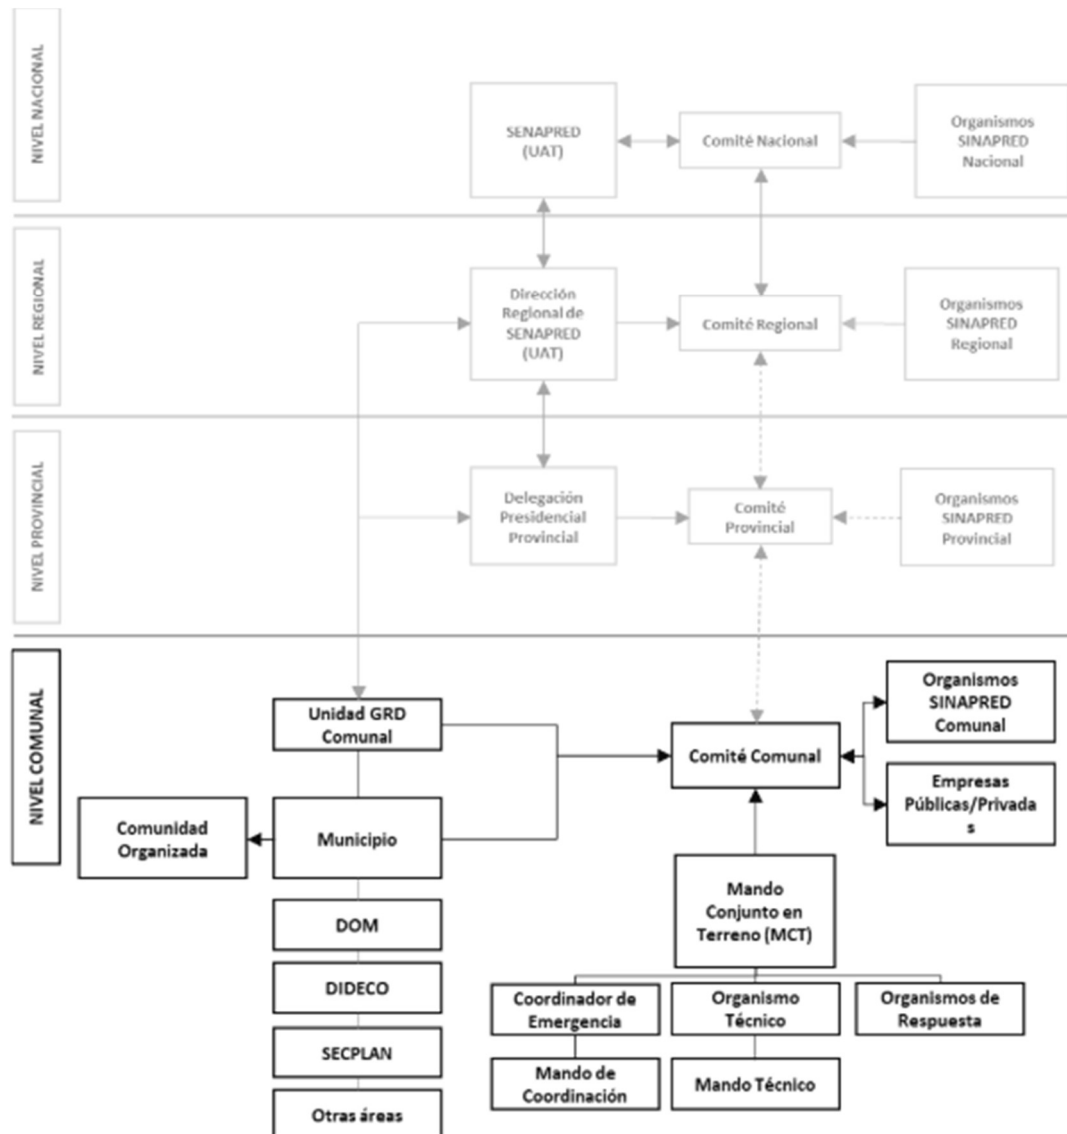 NIVEL NACIONAL
SENAPRED
(UAT)
Comité Nacional
Organismos
SINAPRED
Nacional
NIVEL REGIONAL
Dirección
Regional de
SENAPRED
(UAT)
Comité Regional
Organismos
SINAPRED
Regional
NIVEL PROVINCIAL
Delegación
Presidencial
Provincial
Comité
Provincial
Organismos
SINAPRED
Provincial
NIVEL COMUNAL
Unidad GRD
Comunal
Comité Comunal
Organismos
SINAPRED
Comunal
Empresas
Públicas/Privada
s
Comunidad
Organizada
Municipio
DOM
DIDECO
SECPLAN
Otras áreas
Mando
Conjunto en
Terreno (MCT)
Coordinador de
Emergencia
Organismo
Técnico
Organismos de
Respuesta
Mando de
Coordinación
Mando Técnico